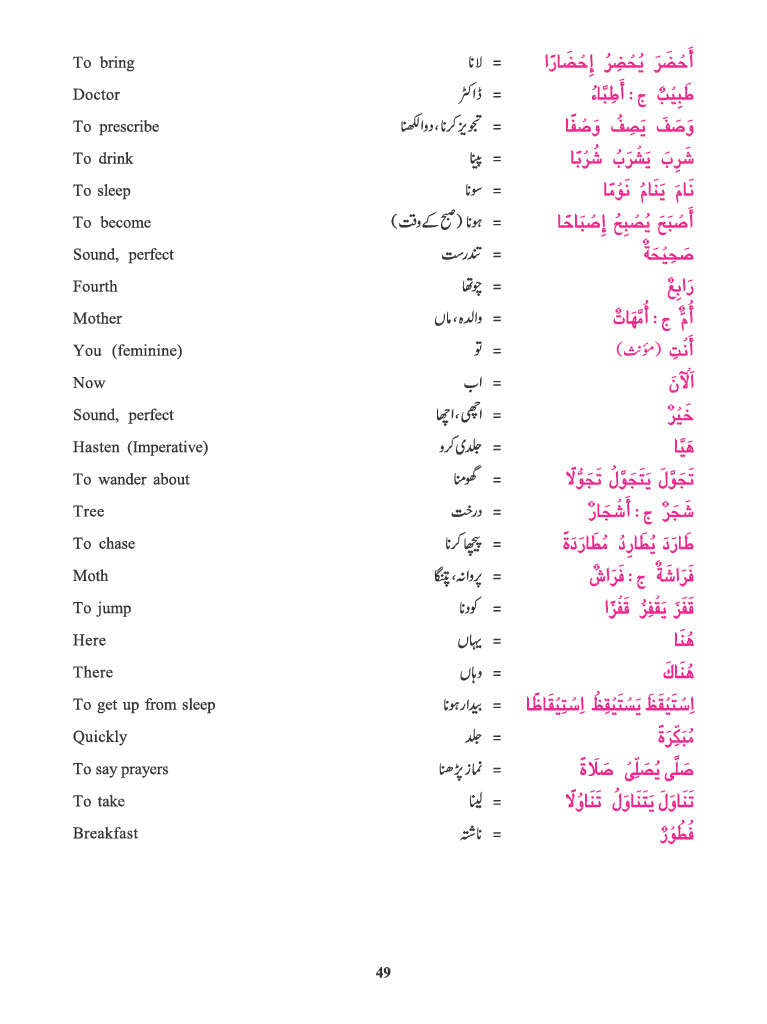 To bring = لانا أَحْضَرَ يُحْضِرُ إِحْضَارًا
Doctor = ڈاکٹر طَبِيْبٌ ج : أَطِبَّاءُ
To prescribe = تجویز کرنا، دوا لکھنا وَصَفَ يَصِفُ وَصْفًا
To drink = پینا شَرِبَ يَشْرَبُ شُرْبًا
To sleep = سونا نَامَ يَنَامُ نَوْمًا
To become = ہونا (صبح کے وقت) أَصْبَحَ يُصْبِحُ إِصْبَاحًا
Sound, perfect = تندرست صَحِيْحَةٌ
Fourth = چوتھا رَابِعٌ
Mother = والدہ، ماں أُمٌّ ج : أُمَّهَاتٌ
You (feminine) = تو أَنْتِ (مؤنث)
Now = اب اَلْآنَ
Sound, perfect = اچھی، اچھا خَيْرٌ
Hasten (Imperative) = جلدی کرو هَيَّا
To wander about = گھومنا تَجَوَّلَ يَتَجَوَّلُ تَجَوُّلًا
Tree = درخت شَجَرٌ ج : أَشْجَارٌ
To chase = پیچھا کرنا طَارَدَ يُطَارِدُ مُطَارَدَةً
Moth = پروانہ، پتنگا فَرَاشَةٌ ج : فَرَاشٌ
To jump = کودنا قَفَزَ يَقْفِزُ قَفْزًا
Here = یہاں هُنَا
There = وہاں هُنَاكَ
To get up from sleep = بیدار ہونا اِسْتَيْقَظَ يَسْتَيْقِظُ اِسْتِيْقَاظًا
Quickly = جلد مُبَكِّرَةً
To say prayers = نماز پڑھنا صَلَّى يُصَلِّيْ صَلَاةً
To take = لینا تَنَاوَلَ يَتَنَاوَلُ تَنَاوُلًا
Breakfast = ناشتہ فُطُوْرٌ
49